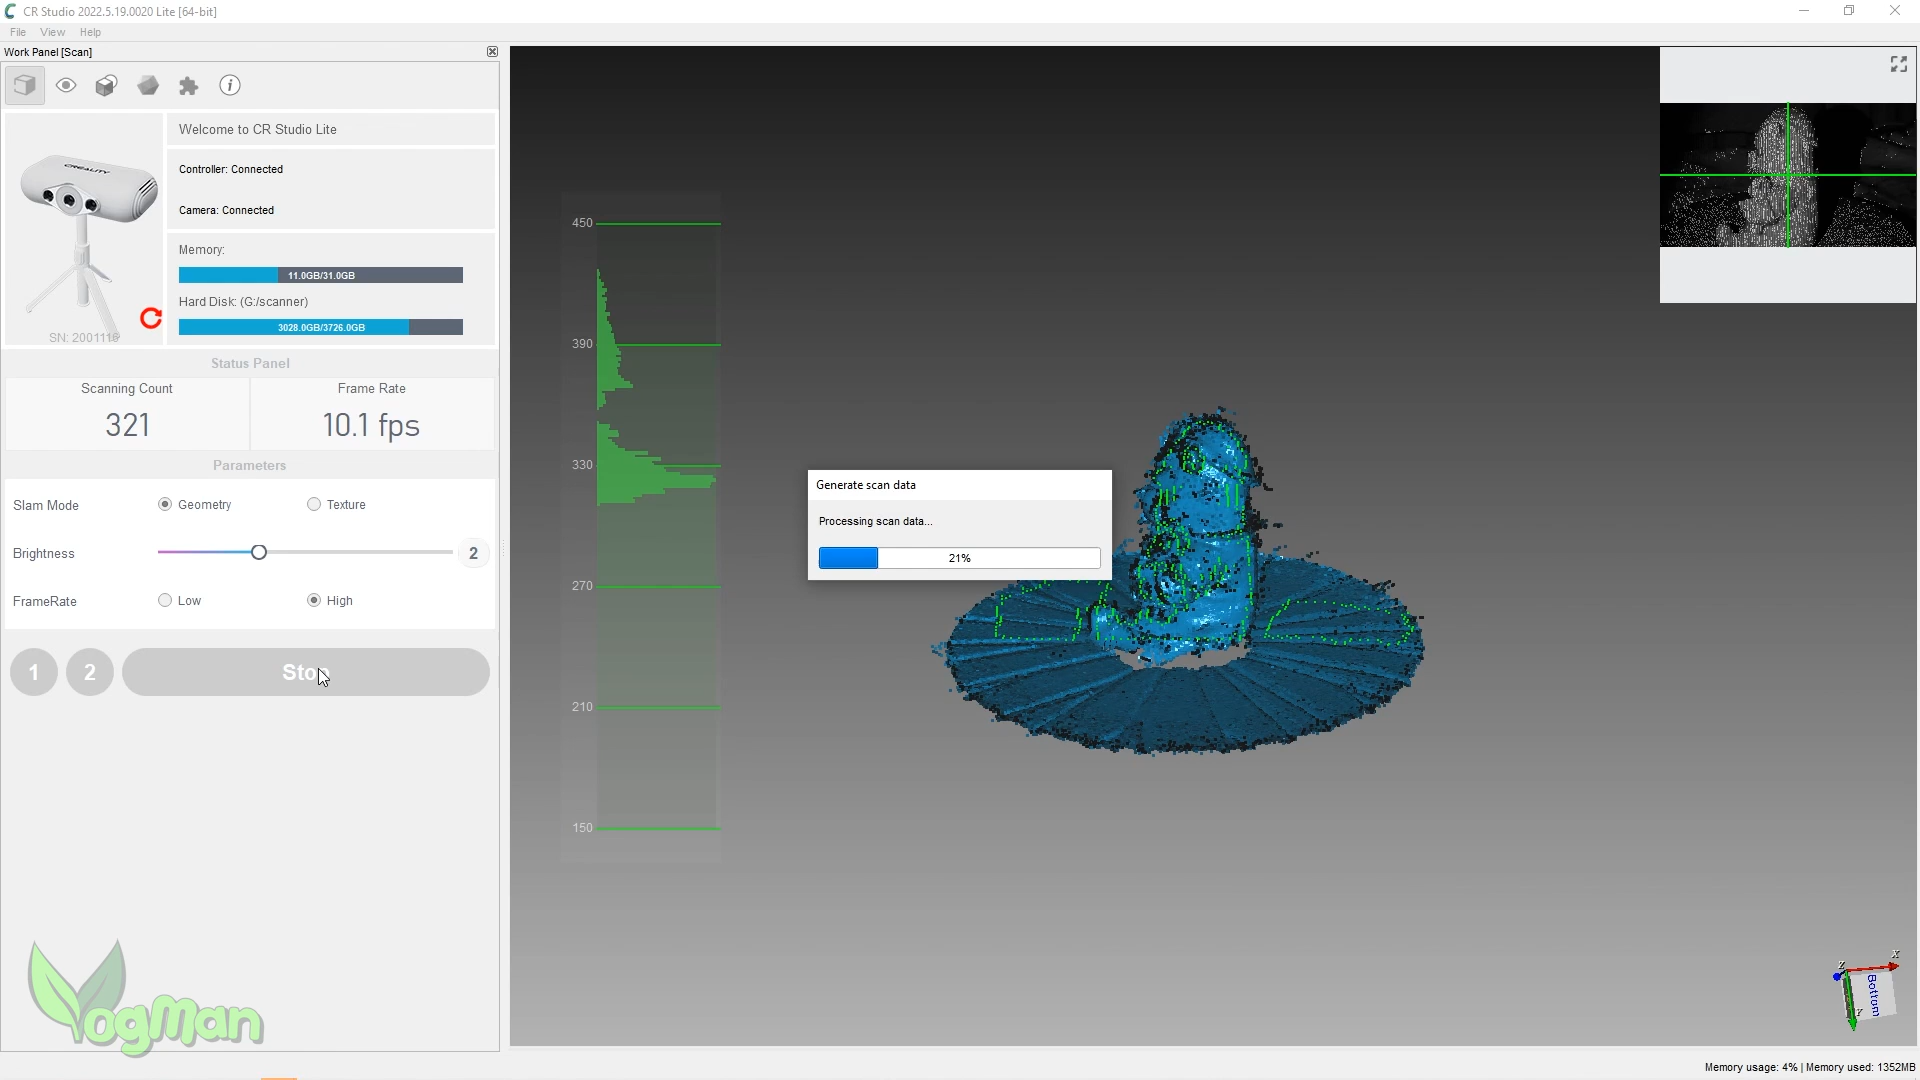 CR Studio 2022.5.19.0020 Lite [64-bit]
File View Help
Work Panel [Scan]
Welcome to CR Studio Lite
CREALITY
Controller: Connected
Camera: Connected
Memory:
11.0GB/31.0GB
Hard Disk: (G:/scanner)
3028.0GB/3726.0GB
SN: 2001116
Status Panel
Scanning Count
Frame Rate
321
10.1 fps
Parameters
Slam Mode
Geometry
Texture
Brightness
2
FrameRate
Low
High
1
2
Stop
450
390
330
270
210
150
Generate scan data
Processing scan data...
21%
X
Z
Y
Bottom
VogMan
Memory usage: 4% | Memory used: 1352MB